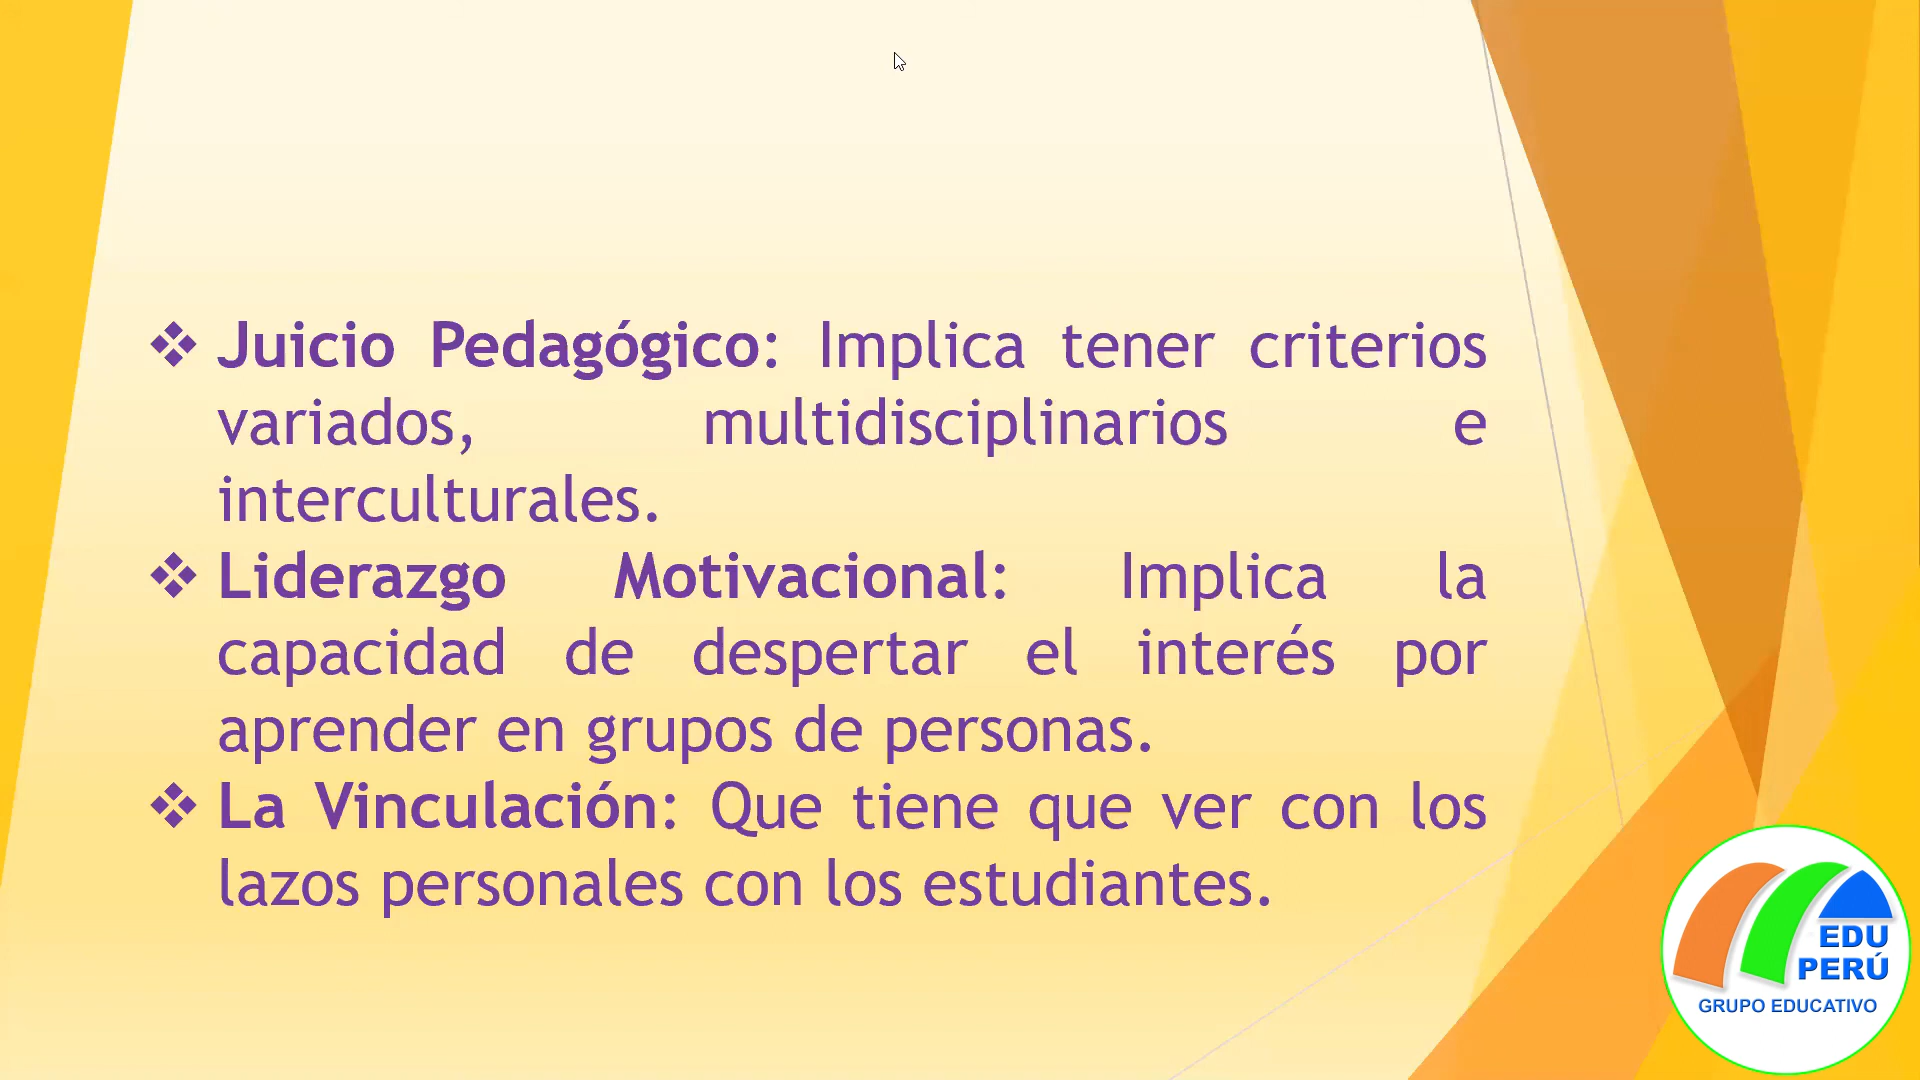 ❖ Juicio Pedagógico: Implica tener criterios
variados, multidisciplinarios e
interculturales.
❖ Liderazgo Motivacional: Implica la
capacidad de despertar el interés por
aprender en grupos de personas.
❖ La Vinculación: Que tiene que ver con los
lazos personales con los estudiantes.
EDU
PERÚ
GRUPO EDUCATIVO